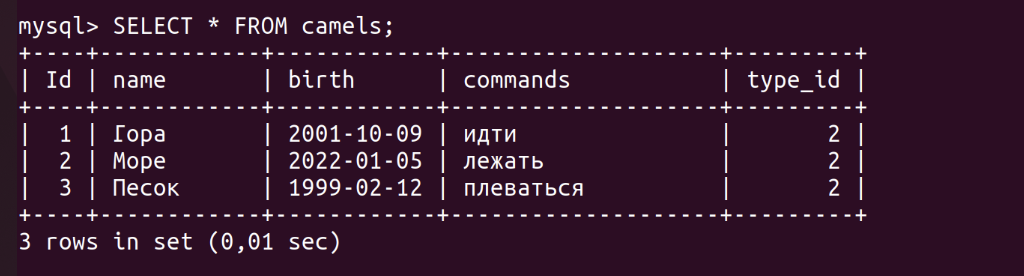 mysql> SELECT * FROM camels;
+----+------------+------------+--------------------+---------+
| Id | name       | birth      | commands           | type_id |
+----+------------+------------+--------------------+---------+
|  1 | Гора       | 2001-10-09 | идти               |       2 |
|  2 | Море       | 2022-01-05 | лежать             |       2 |
|  3 | Песок      | 1999-02-12 | плеваться          |       2 |
+----+------------+------------+--------------------+---------+
3 rows in set (0,01 sec)